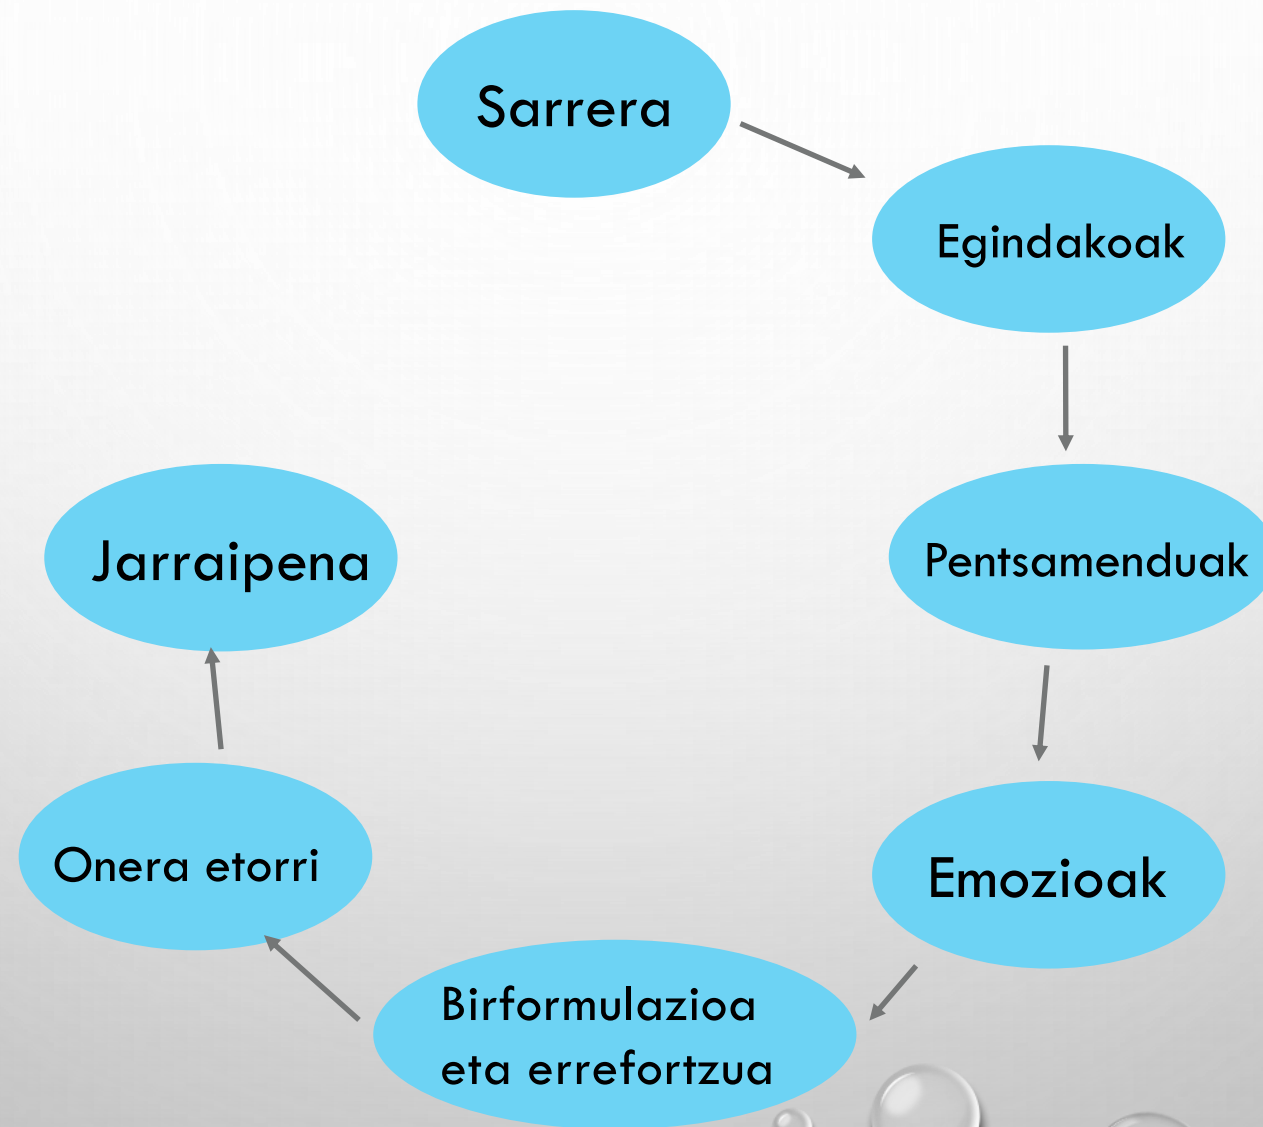 Sarrera
Egindakoak
Pentsamenduak
Emozioak
Birformulazioa
eta errefortzua
Onera etorri
Jarraipena